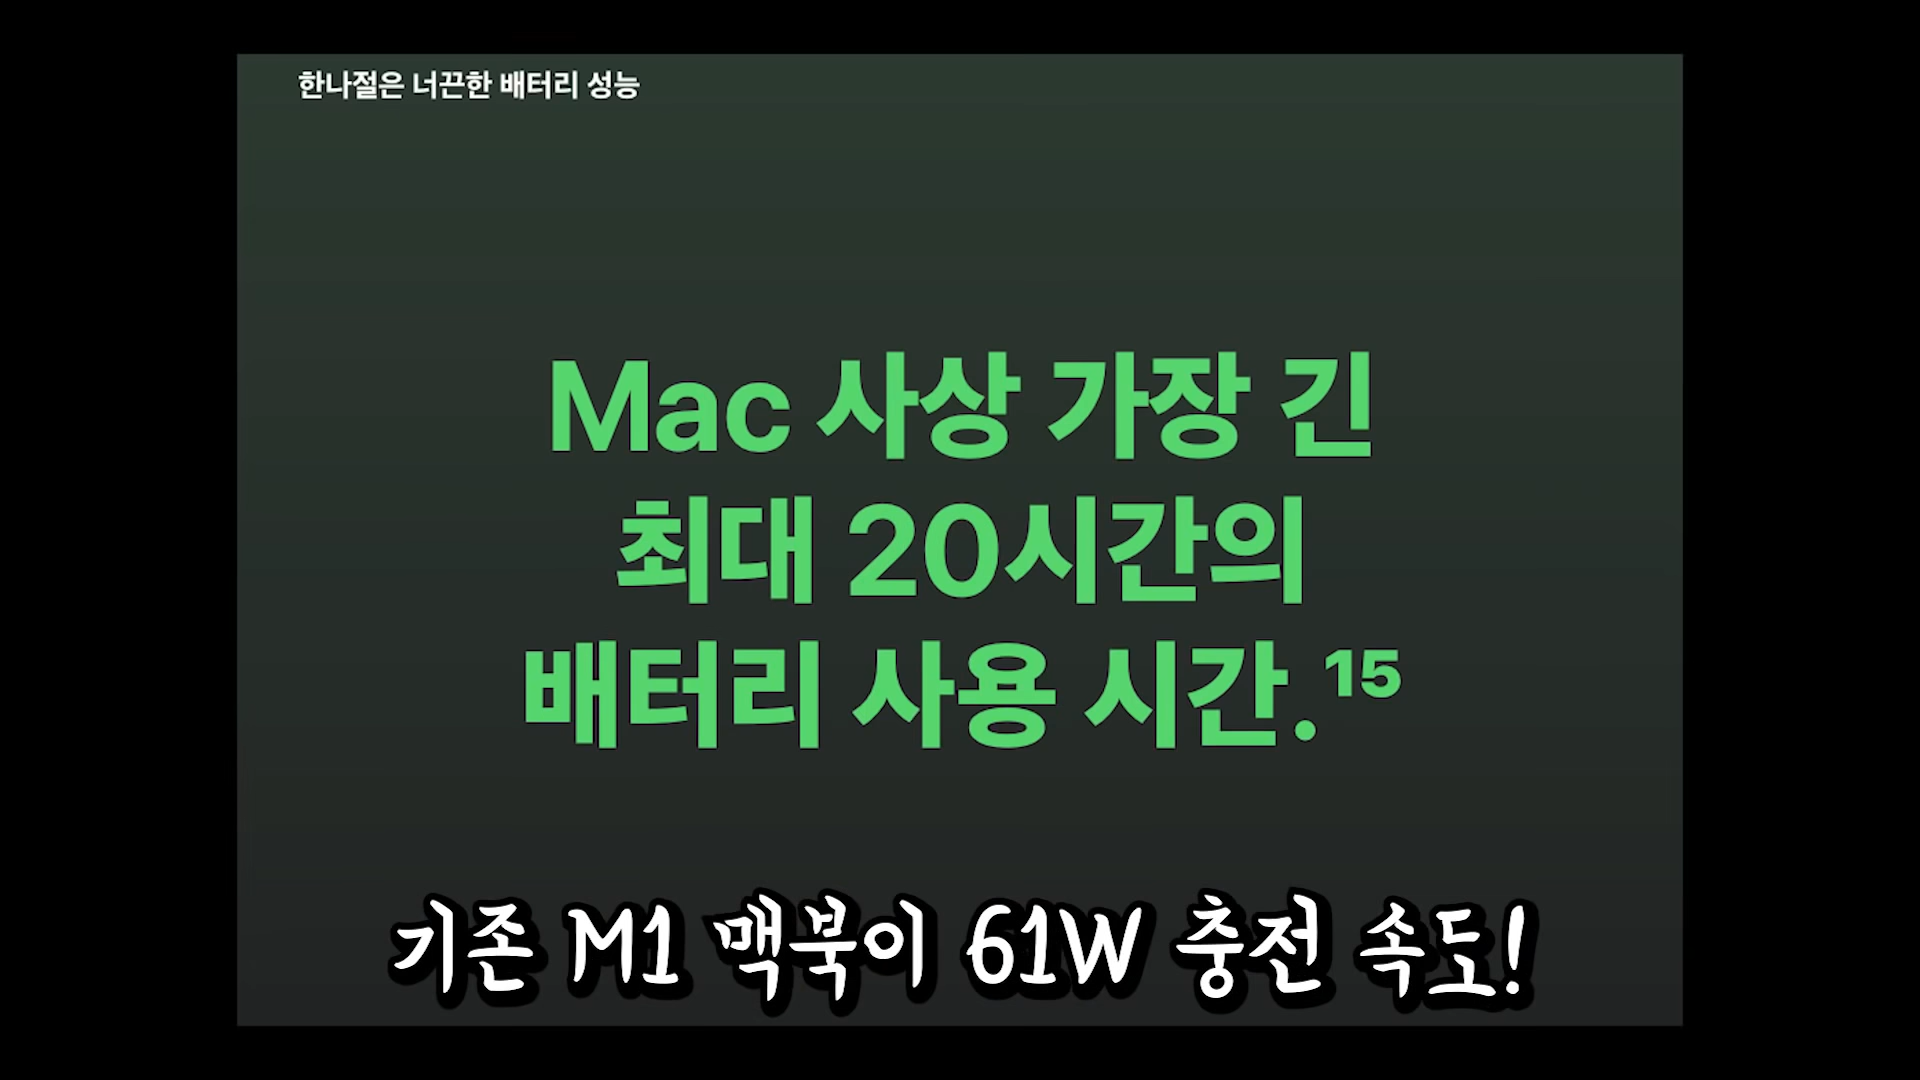 한나절은 너끈한 배터리 성능
Mac 사상 가장 긴
최대 20시간의
배터리 사용 시간.¹⁵
기존 M1 맥북이 61W 충전 속도!